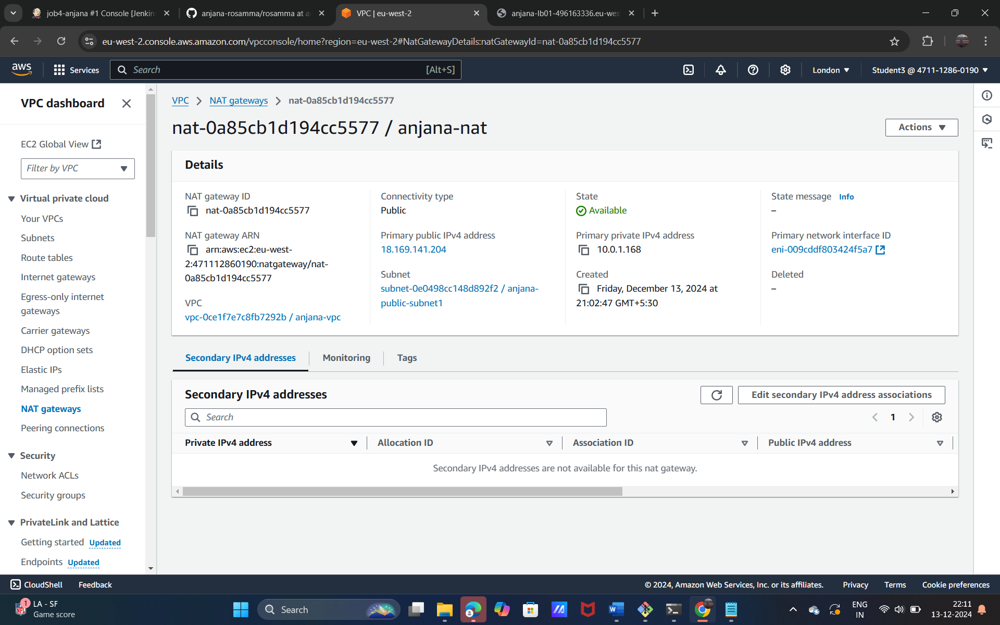 job4-anjana #1 Console [Jenkin
anjana-rosamma/rosamma at a
VPC | eu-west-2
anjana-lb01-496163336.eu-wes
eu-west-2.console.aws.amazon.com/vpcconsole/home?region=eu-west-2#NatGatewayDetails:natGatewayId=nat-0a85cb1d194cc5577
aws
Services
Search
[Alt+S]
London
Student3 @ 4711-1286-0190
VPC dashboard
EC2 Global View
Filter by VPC
Virtual private cloud
Your VPCs
Subnets
Route tables
Internet gateways
Egress-only internet
gateways
Carrier gateways
DHCP option sets
Elastic IPs
Managed prefix lists
NAT gateways
Peering connections
Security
Network ACLs
Security groups
PrivateLink and Lattice
Getting started Updated
Endpoints Updated
VPC > NAT gateways > nat-0a85cb1d194cc5577
nat-0a85cb1d194cc5577 / anjana-nat
Actions
Details
NAT gateway ID
nat-0a85cb1d194cc5577
NAT gateway ARN
arn:aws:ec2:eu-west-
2:471112860190:natgateway/nat-
0a85cb1d194cc5577
VPC
vpc-0ce1f7e7c8fb7292b / anjana-vpc
Connectivity type
Public
Primary public IPv4 address
18.169.141.204
Subnet
subnet-0e0498cc148d892f2 / anjana-
public-subnet1
State
Available
Primary private IPv4 address
10.0.1.168
Created
Friday, December 13, 2024 at
21:02:47 GMT+5:30
State message Info
–
Primary network interface ID
eni-009cddf803424f5a7
Deleted
–
Secondary IPv4 addresses
Monitoring
Tags
Secondary IPv4 addresses
Edit secondary IPv4 address associations
Search
1
Private IPv4 address
Allocation ID
Association ID
Public IPv4 address
Secondary IPv4 addresses are not available for this nat gateway.
CloudShell
Feedback
© 2024, Amazon Web Services, Inc. or its affiliates.
Privacy
Terms
Cookie preferences
1
NFL
LA - SF
Game score
Search
W
ENG
IN
22:11
13-12-2024